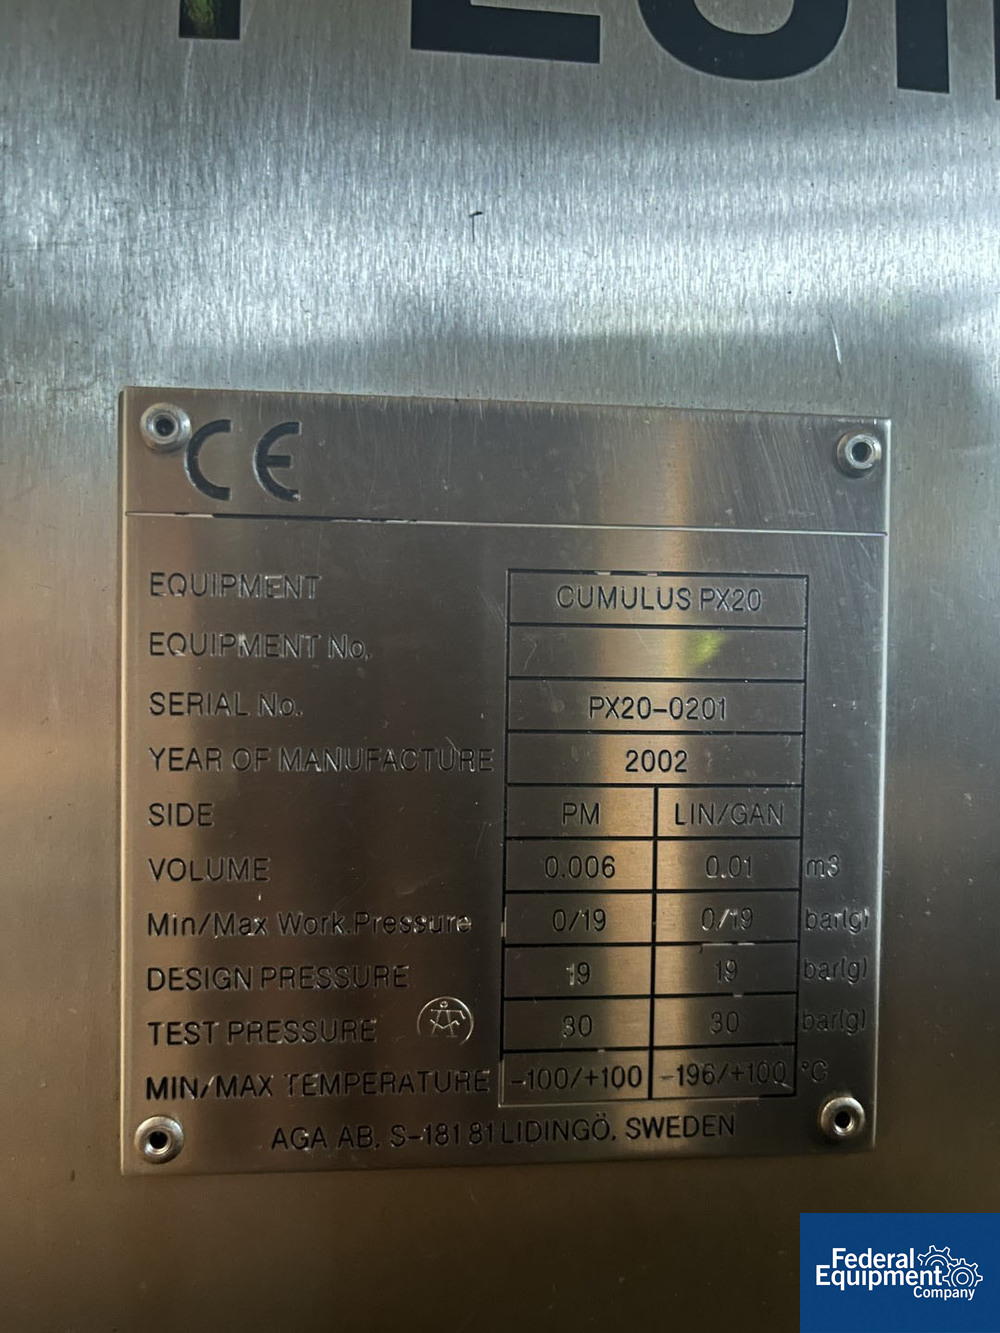 CE
EQUIPMENT CUMULUS PX20
EQUIPMENT No.
SERIAL No. PX20-0201
YEAR OF MANUFACTURE 2002
SIDE PM LIN/GAN
VOLUME 0.006 0.01 m3
Min/Max Work.Pressure 0/19 0/19 bar(g)
DESIGN PRESSURE 19 19 bar(g)
TEST PRESSURE 30 30 bar(g)
MIN/MAX TEMPERATURE -100/+100 -196/+100 °C
AGA AB, S-181 81 LIDINGÖ, SWEDEN
Federal
Equipment
Company